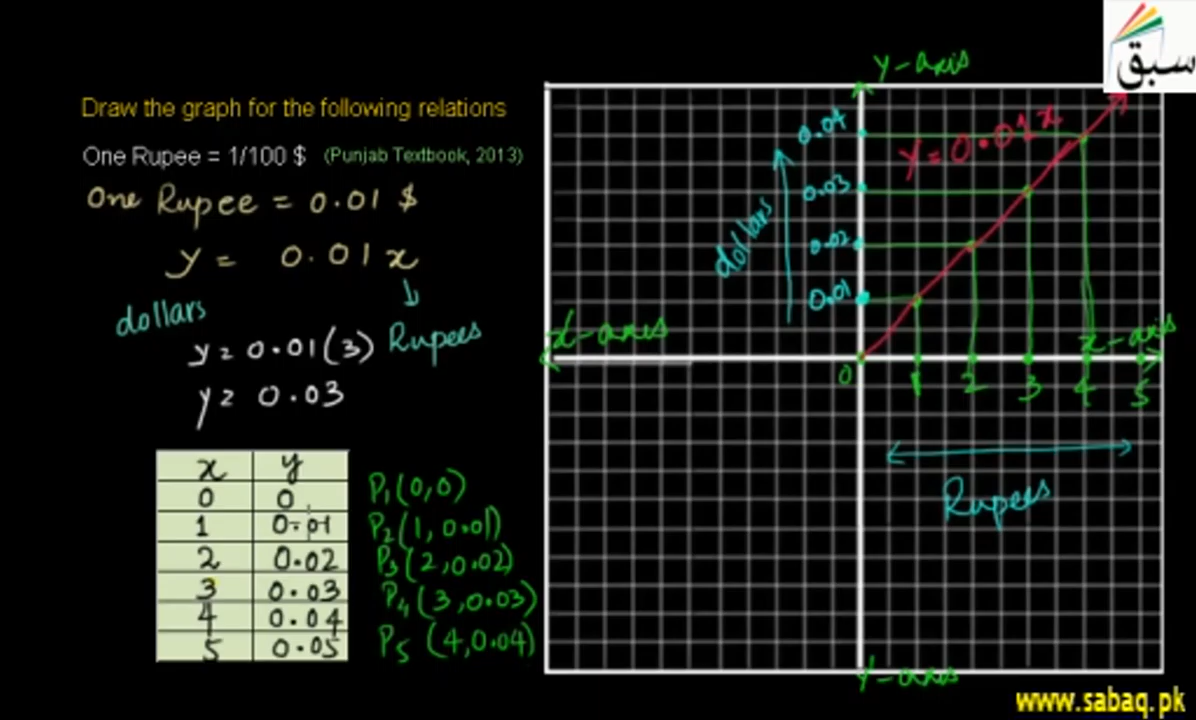 سبق
Draw the graph for the following relations
One Rupee = 1/100 $ (Punjab Textbook, 2013)
One Rupee = 0.01 $
y = 0.01 x
dollars
Rupees
y = 0.01 (3)
y = 0.03
x y
0 0
1 0.01
2 0.02
3 0.03
4 0.04
5 0.05
P1 (0,0)
P2 (1, 0.01)
P3 (2, 0.02)
P4 (3, 0.03)
P5 (4, 0.04)
y-axis
y = 0.01 x
0.04
0.03
0.02
0.01
dollars
x-axis
x-axis
0 1 2 3 4 5
Rupees
y-axis
www.sabaq.pk